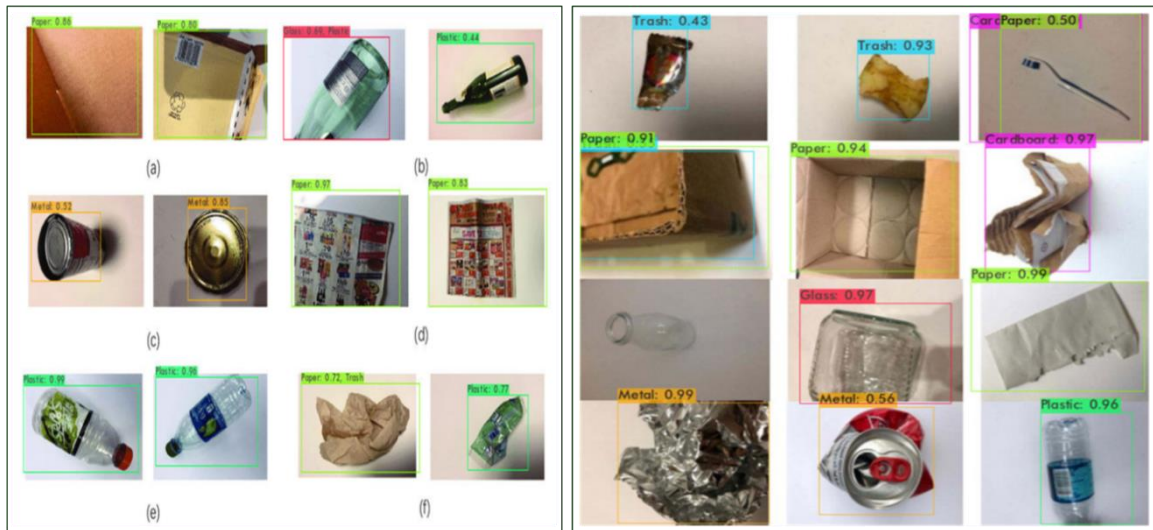 Paper: 0.86
Paper: 0.80
Glass: 0.69, Plastic
Plastic: 0.44
(a)
(b)
Metal: 0.52
Metal: 0.85
Paper: 0.97
Paper: 0.83
(c)
(d)
Plastic: 0.99
Plastic: 0.96
Paper: 0.72, Trash
Plastic: 0.77
(e)
(f)
Trash: 0.43
Trash: 0.93
Paper: 0.50
Paper: 0.91
Paper: 0.94
Cardboard: 0.97
Glass: 0.97
Paper: 0.99
Metal: 0.99
Metal: 0.56
Plastic: 0.96